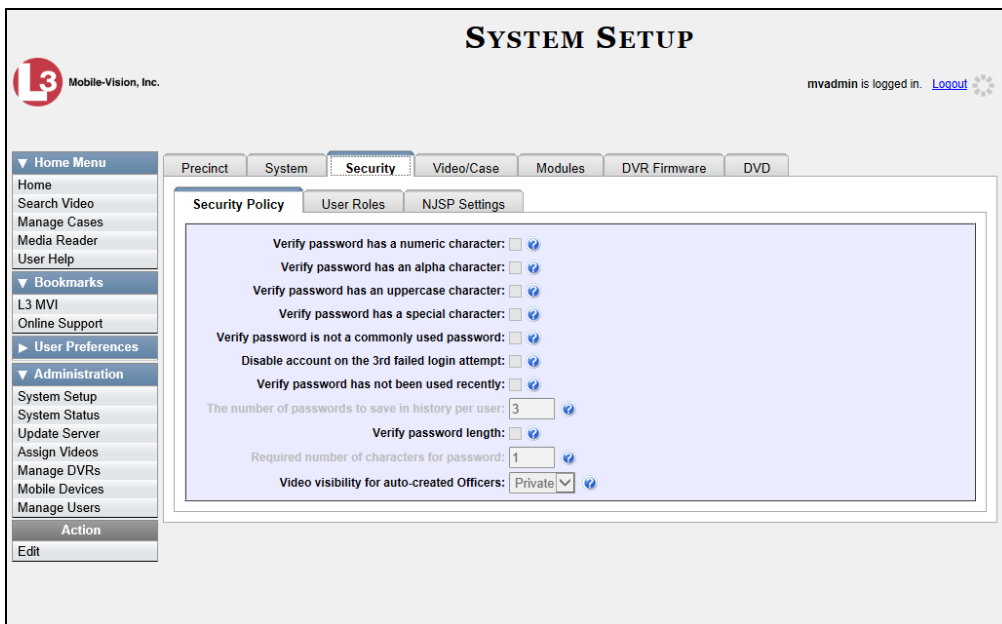 SYSTEM SETUP
L3 Mobile-Vision, Inc.
mvadmin is logged in. Logout
▼ Home Menu
Home
Search Video
Manage Cases
Media Reader
User Help
▼ Bookmarks
L3 MVI
Online Support
► User Preferences
▼ Administration
System Setup
System Status
Update Server
Assign Videos
Manage DVRs
Mobile Devices
Manage Users
Action
Edit
Precinct System Security Video/Case Modules DVR Firmware DVD
Security Policy User Roles NJSP Settings
Verify password has a numeric character: ?
Verify password has an alpha character: ?
Verify password has an uppercase character: ?
Verify password has a special character: ?
Verify password is not a commonly used password: ?
Disable account on the 3rd failed login attempt: ?
Verify password has not been used recently: ?
The number of passwords to save in history per user: 3 ?
Verify password length: ?
Required number of characters for password: 1 ?
Video visibility for auto-created Officers: Private ?